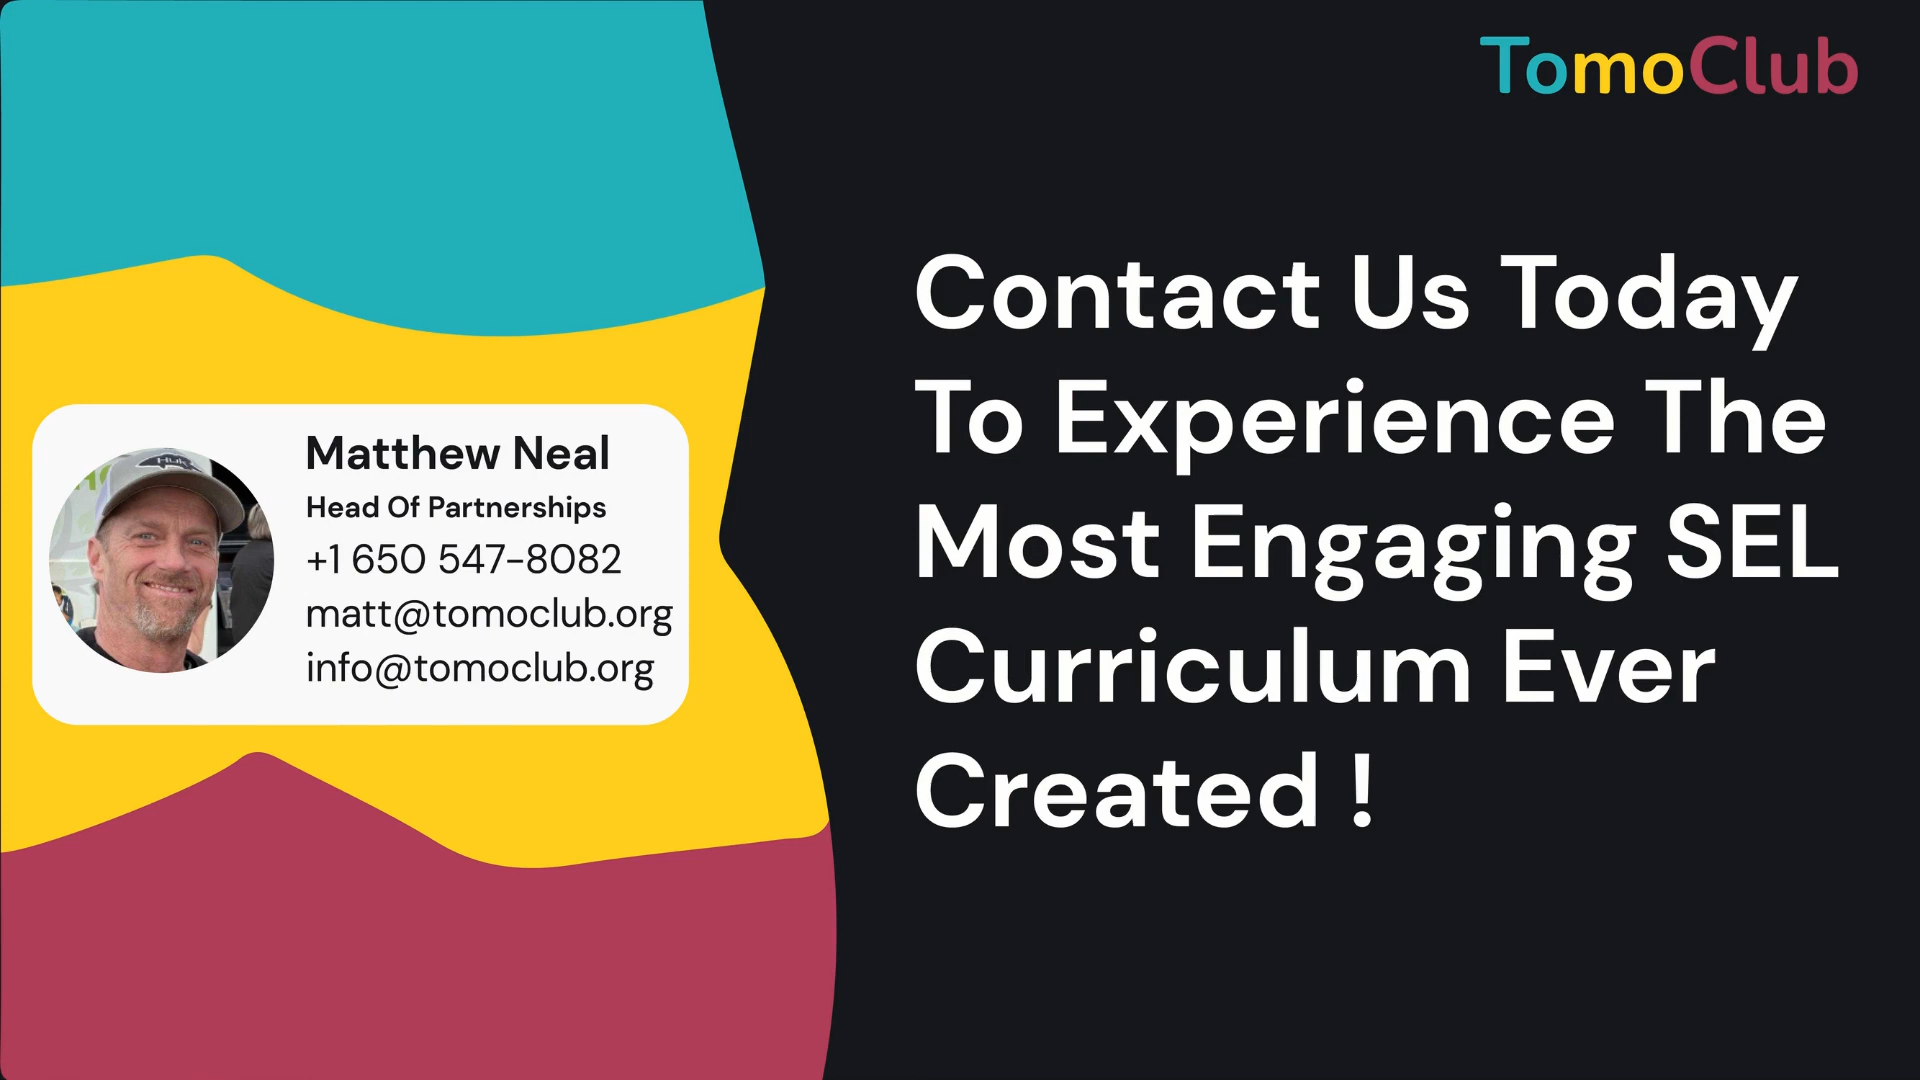 TomoClub
Contact Us Today
To Experience The
Most Engaging SEL
Curriculum Ever
Created !
Matthew Neal
Head Of Partnerships
+1 650 547-8082
matt@tomoclub.org
info@tomoclub.org
Huk